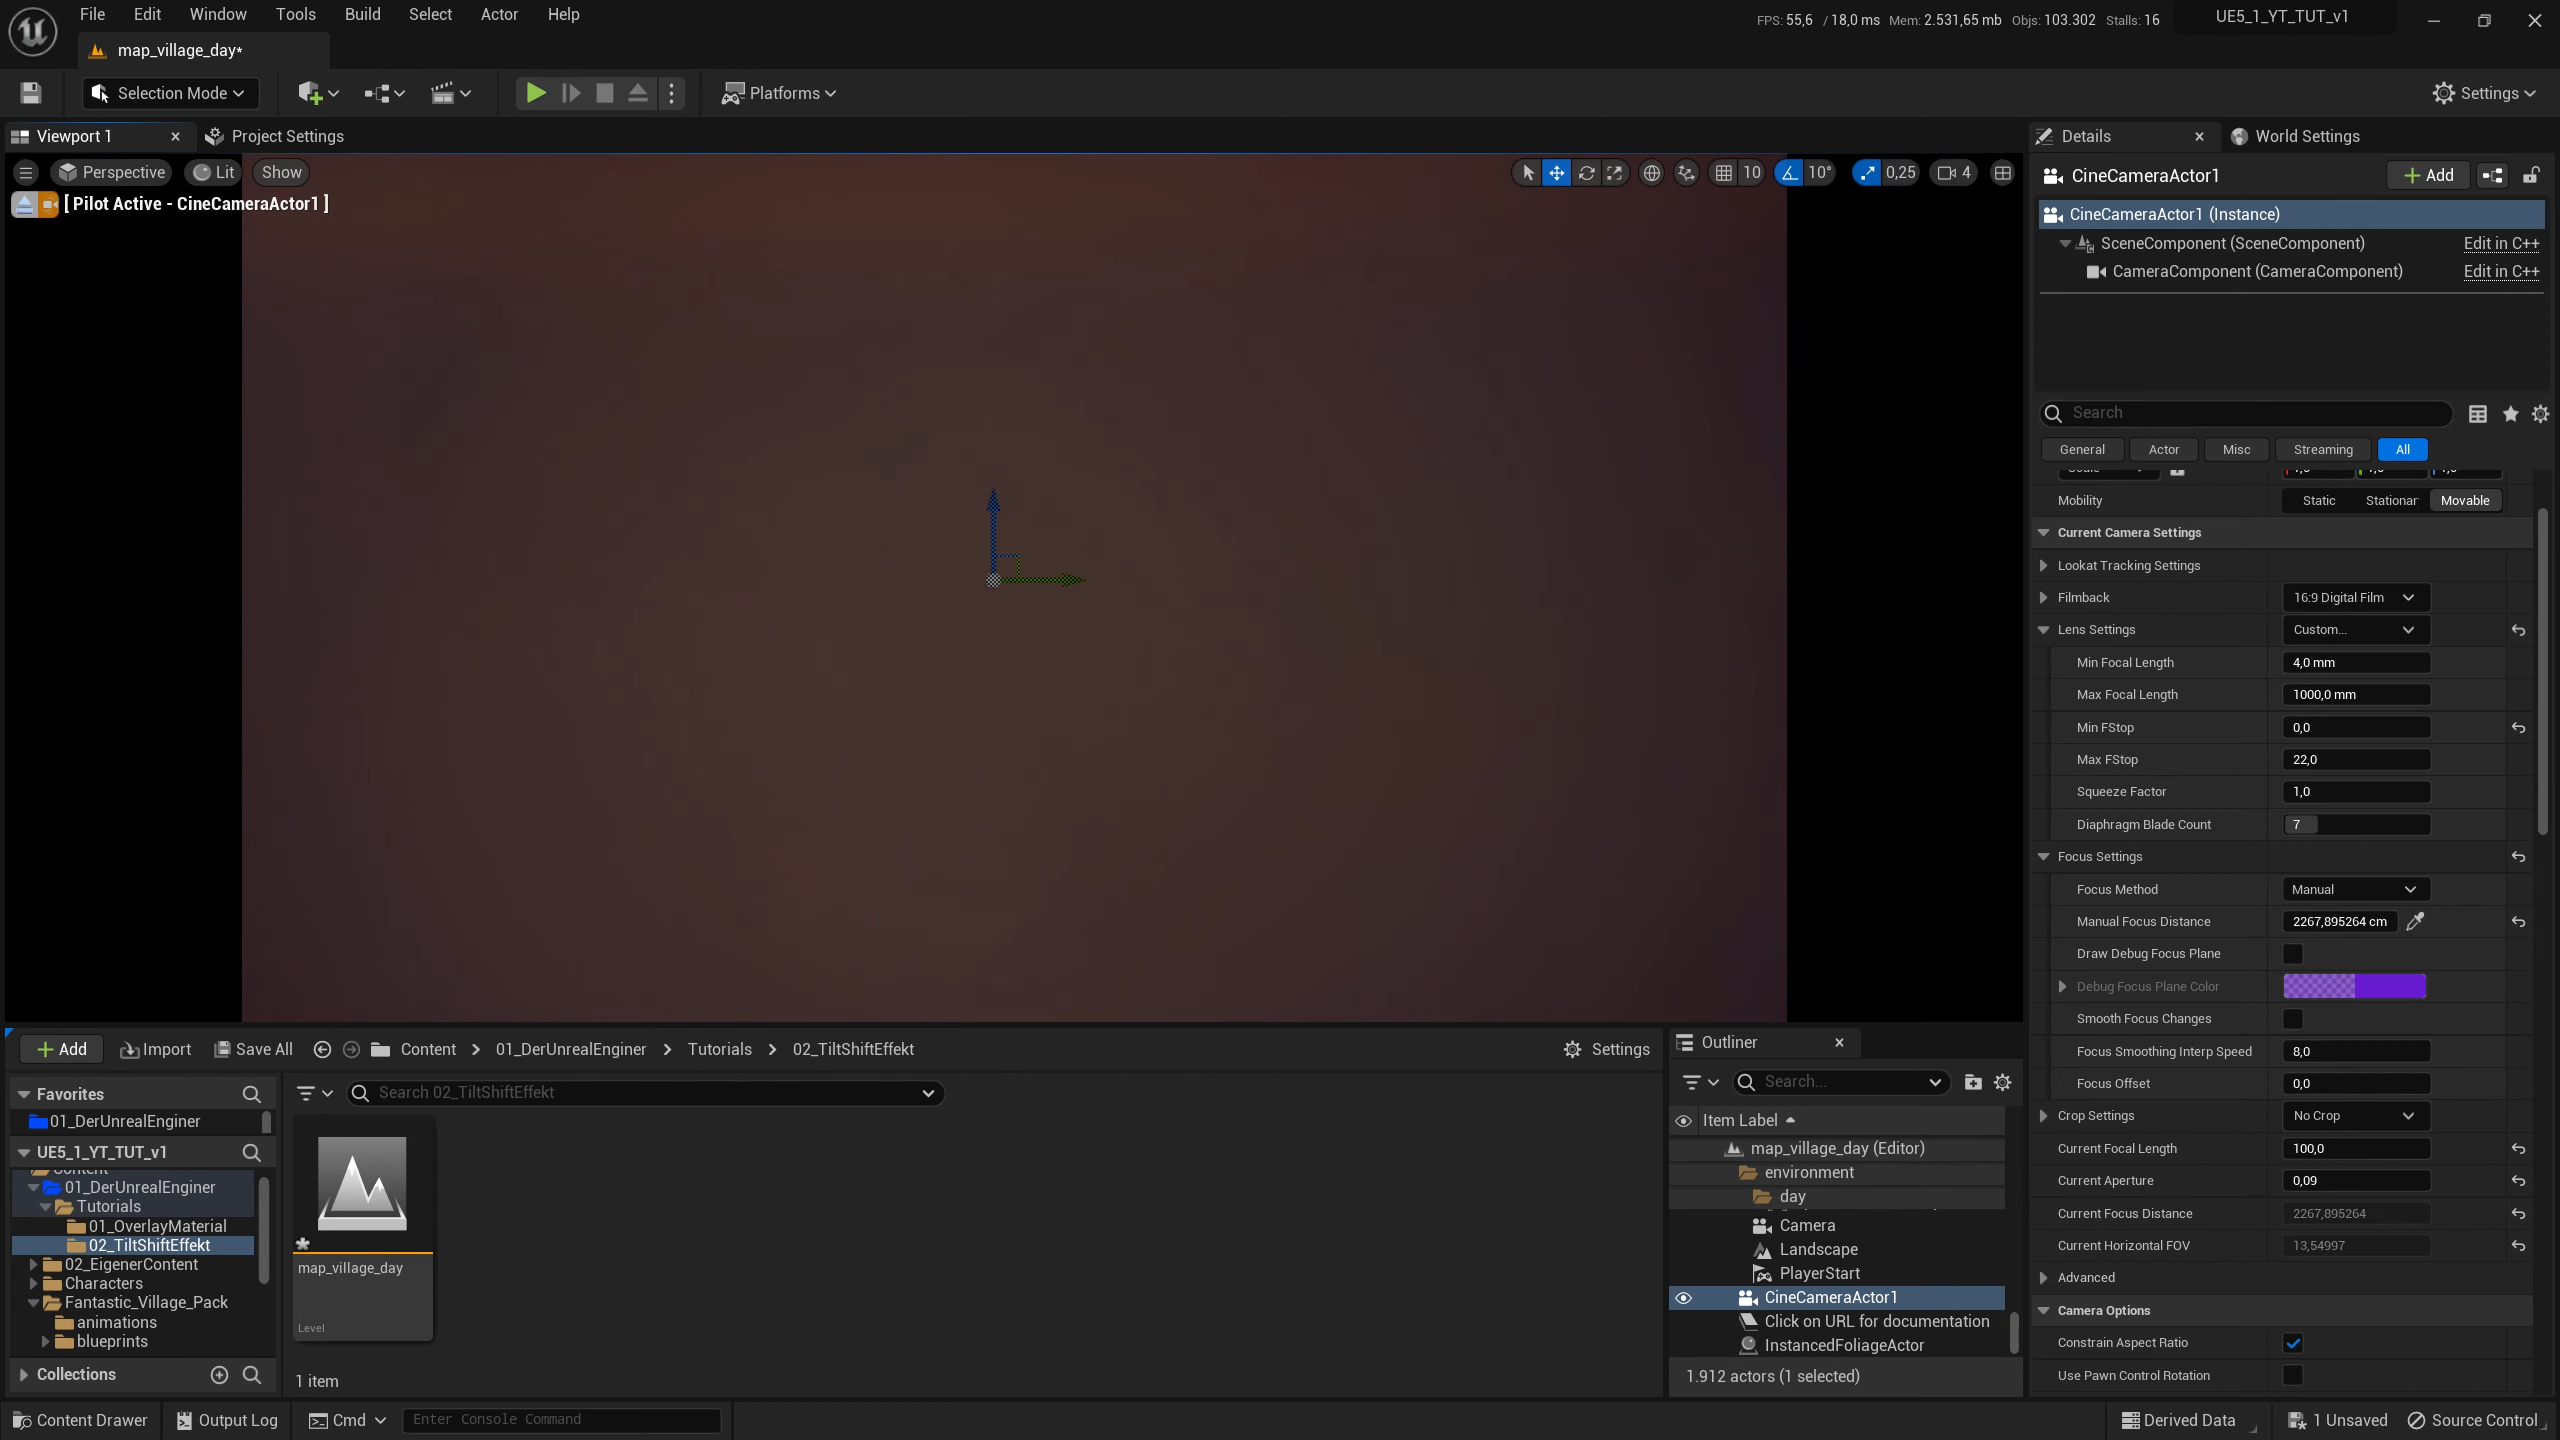 File Edit Window Tools Build Select Actor Help
FPS: 55,6 / 18,0 ms Mem: 2.531,65 mb Objs: 103.302 Stalls: 16
UE5_1_YT_TUT_v1
map_village_day*
Selection Mode
Platforms
Settings
Viewport 1
Project Settings
Details
World Settings
Perspective
Lit
Show
10
10°
0,25
4
[ Pilot Active - CineCameraActor1 ]
CineCameraActor1
Add
CineCameraActor1 (Instance)
SceneComponent (SceneComponent) Edit in C++
CameraComponent (CameraComponent) Edit in C++
Search
General Actor Misc Streaming All
Mobility Static Stationar Movable
Current Camera Settings
Lookat Tracking Settings
Filmback 16:9 Digital Film
Lens Settings Custom...
Min Focal Length 4,0 mm
Max Focal Length 1000,0 mm
Min FStop 0,0
Max FStop 22,0
Squeeze Factor 1,0
Diaphragm Blade Count 7
Focus Settings
Focus Method Manual
Manual Focus Distance 2267,895264 cm
Draw Debug Focus Plane
Debug Focus Plane Color
Smooth Focus Changes
Focus Smoothing Interp Speed 8,0
Focus Offset 0,0
Crop Settings No Crop
Current Focal Length 100,0
Current Aperture 0,09
Current Focus Distance 2267,895264
Current Horizontal FOV 13,54997
Advanced
Camera Options
Constrain Aspect Ratio
Use Pawn Control Rotation
Add Import Save All Content 01_DerUnrealEnginer Tutorials 02_TiltShiftEffekt Settings
Favorites
01_DerUnrealEnginer
UE5_1_YT_TUT_v1
Content
01_DerUnrealEnginer
Tutorials
01_OverlayMaterial
02_TiltShiftEffekt
02_EigenerContent
Characters
Fantastic_Village_Pack
animations
blueprints
Collections
Search 02_TiltShiftEffekt
map_village_day
Level
1 item
Outliner
Search...
Item Label
map_village_day (Editor)
environment
day
Camera
Landscape
PlayerStart
CineCameraActor1
Click on URL for documentation
InstancedFoliageActor
1.912 actors (1 selected)
Content Drawer
Output Log
Cmd
Enter Console Command
Derived Data
1 Unsaved
Source Control